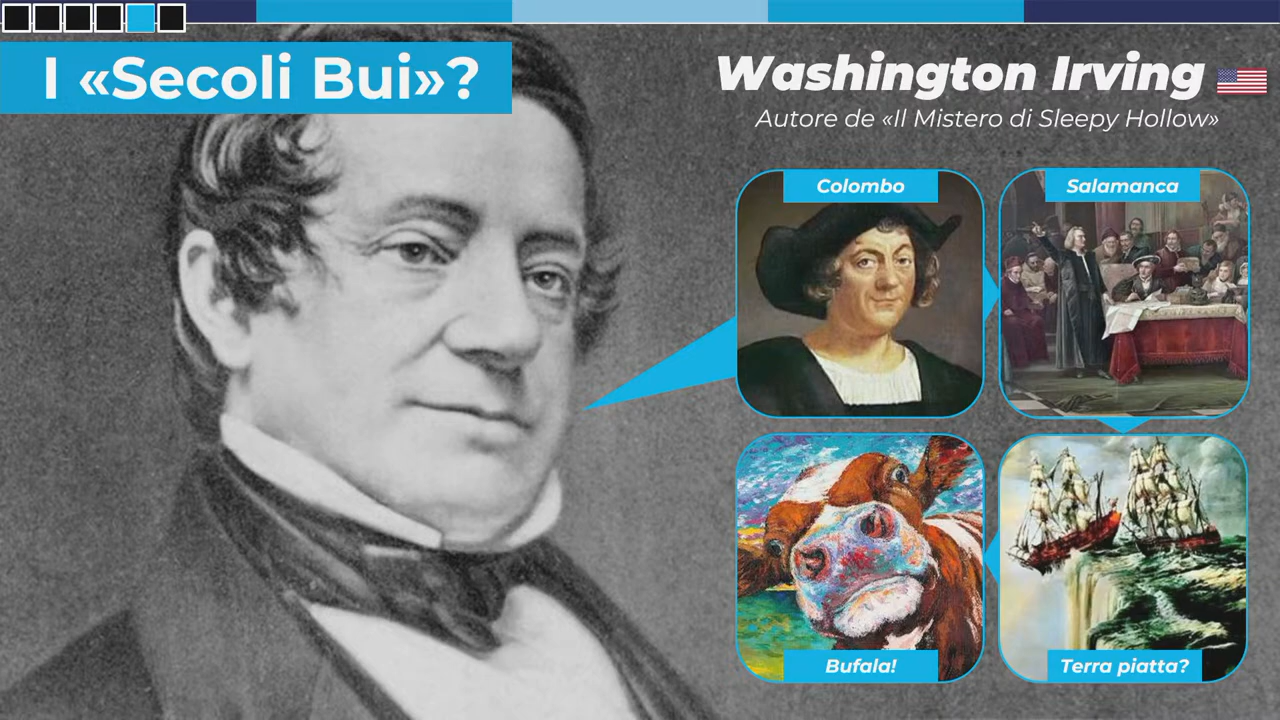 I «Secoli Bui»?
Washington Irving
Autore de «Il Mistero di Sleepy Hollow»
Colombo
Salamanca
Bufala!
Terra piatta?